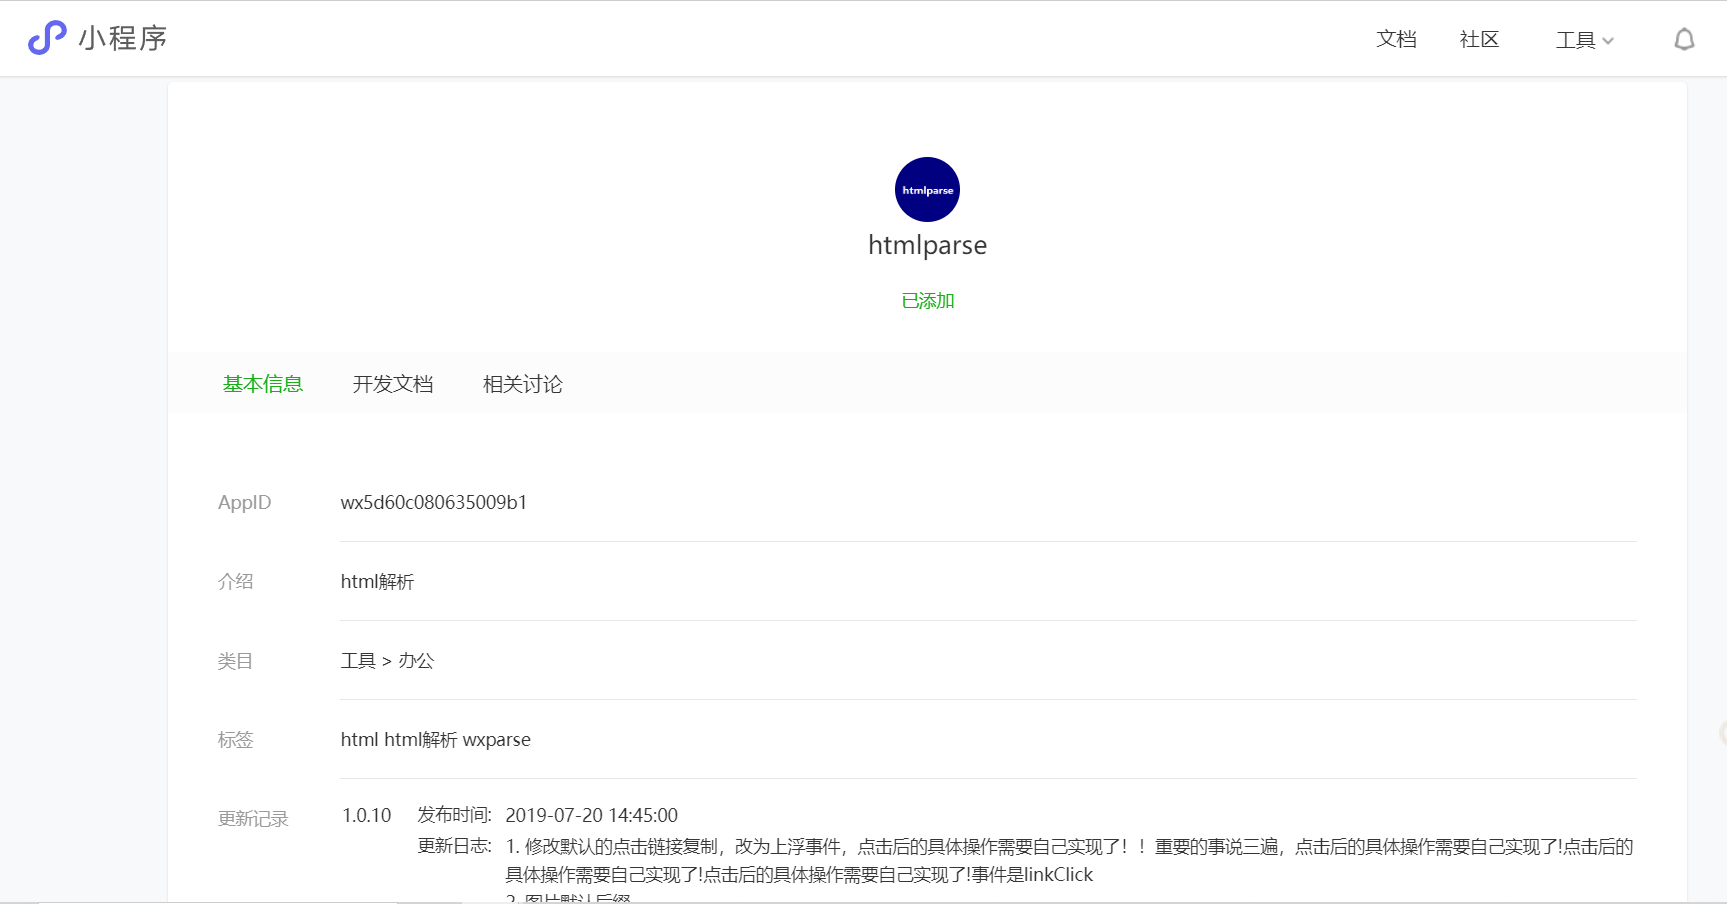 小程序
文档 社区 工具
htmlparse
htmlparse
已添加
基本信息 开发文档 相关讨论
AppID wx5d60c080635009b1
介绍 html解析
类目 工具 > 办公
标签 html html解析 wxparse
更新记录 1.0.10 发布时间: 2019-07-20 14:45:00
更新日志: 1. 修改默认的点击链接复制，改为上浮事件，点击后的具体操作需要自己实现了！！重要的事说三遍，点击后的具体操作需要自己实现了!点击后的
具体操作需要自己实现了!点击后的具体操作需要自己实现了!事件是linkClick
2. 图片默认后缀